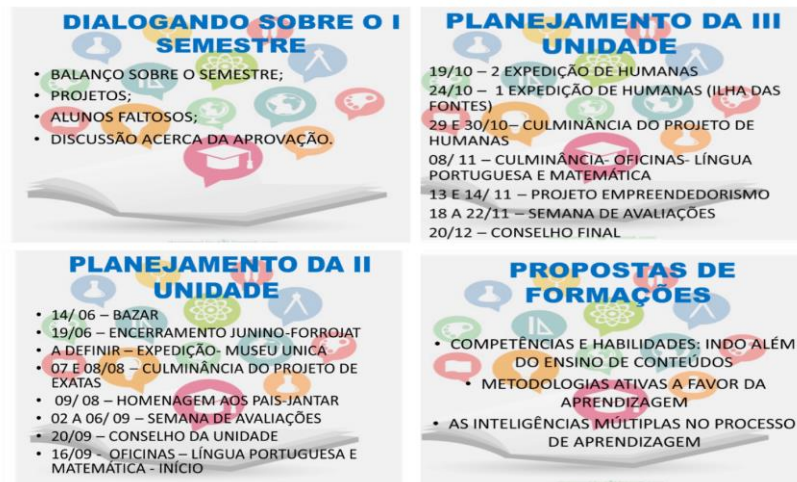 DIALOGANDO SOBRE O I
SEMESTRE
• BALANÇO SOBRE O SEMESTRE;
• PROJETOS;
• ALUNOS FALTOSOS;
• DISCUSSÃO ACERCA DA APROVAÇÃO.
PLANEJAMENTO DA III
UNIDADE
19/10 – 2 EXPEDIÇÃO DE HUMANAS
24/10 – 1 EXPEDIÇÃO DE HUMANAS (ILHA DAS
FONTES)
29 E 30/10– CULMINÂNCIA DO PROJETO DE
HUMANAS
08/ 11 – CULMINÂNCIA- OFICINAS- LÍNGUA
PORTUGUESA E MATEMÁTICA
13 E 14/ 11 – PROJETO EMPREENDEDORISMO
18 A 22/11 – SEMANA DE AVALIAÇÕES
20/12 – CONSELHO FINAL
PLANEJAMENTO DA II
UNIDADE
• 14/ 06 – BAZAR
• 19/06 – ENCERRAMENTO JUNINO-FORROJAT
• A DEFINIR – EXPEDIÇÃO- MUSEU UNICA
• 07 E 08/08 – CULMINÂNCIA DO PROJETO DE
EXATAS
• 09/ 08 – HOMENAGEM AOS PAIS-JANTAR
• 02 A 06/ 09 – SEMANA DE AVALIAÇÕES
• 20/09 – CONSELHO DA UNIDADE
• 16/09 - OFICINAS – LÍNGUA PORTUGUESA E
MATEMÁTICA - INÍCIO
PROPOSTAS DE
FORMAÇÕES
• COMPETÊNCIAS E HABILIDADES: INDO ALÉM
DO ENSINO DE CONTEÚDOS
• METODOLOGIAS ATIVAS A FAVOR DA
APRENDIZAGEM
• AS INTELIGÊNCIAS MÚLTIPLAS NO PROCESSO
DE APRENDIZAGEM